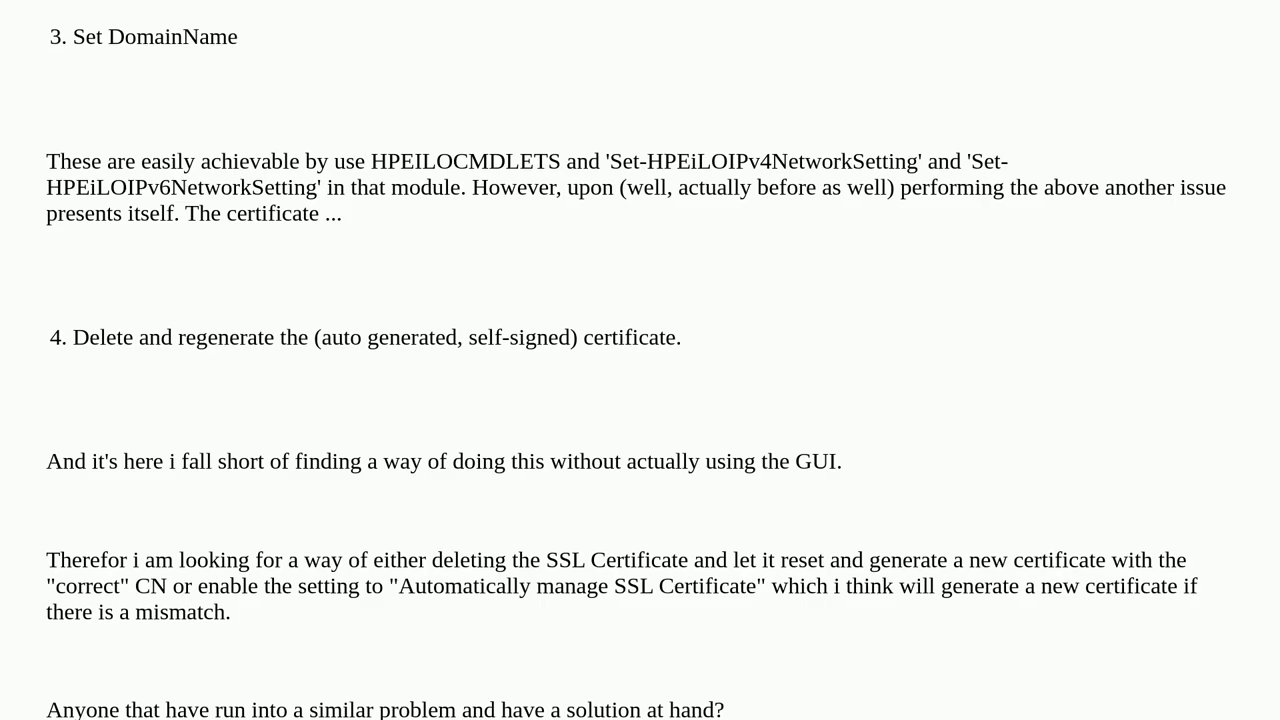 3. Set DomainName
These are easily achievable by use HPEILOCMDLETS and 'Set-HPEiLOIPv4NetworkSetting' and 'Set-
HPEiLOIPv6NetworkSetting' in that module. However, upon (well, actually before as well) performing the above another issue
presents itself. The certificate ...
4. Delete and regenerate the (auto generated, self-signed) certificate.
And it's here i fall short of finding a way of doing this without actually using the GUI.
Therefor i am looking for a way of either deleting the SSL Certificate and let it reset and generate a new certificate with the
"correct" CN or enable the setting to "Automatically manage SSL Certificate" which i think will generate a new certificate if
there is a mismatch.
Anyone that have run into a similar problem and have a solution at hand?